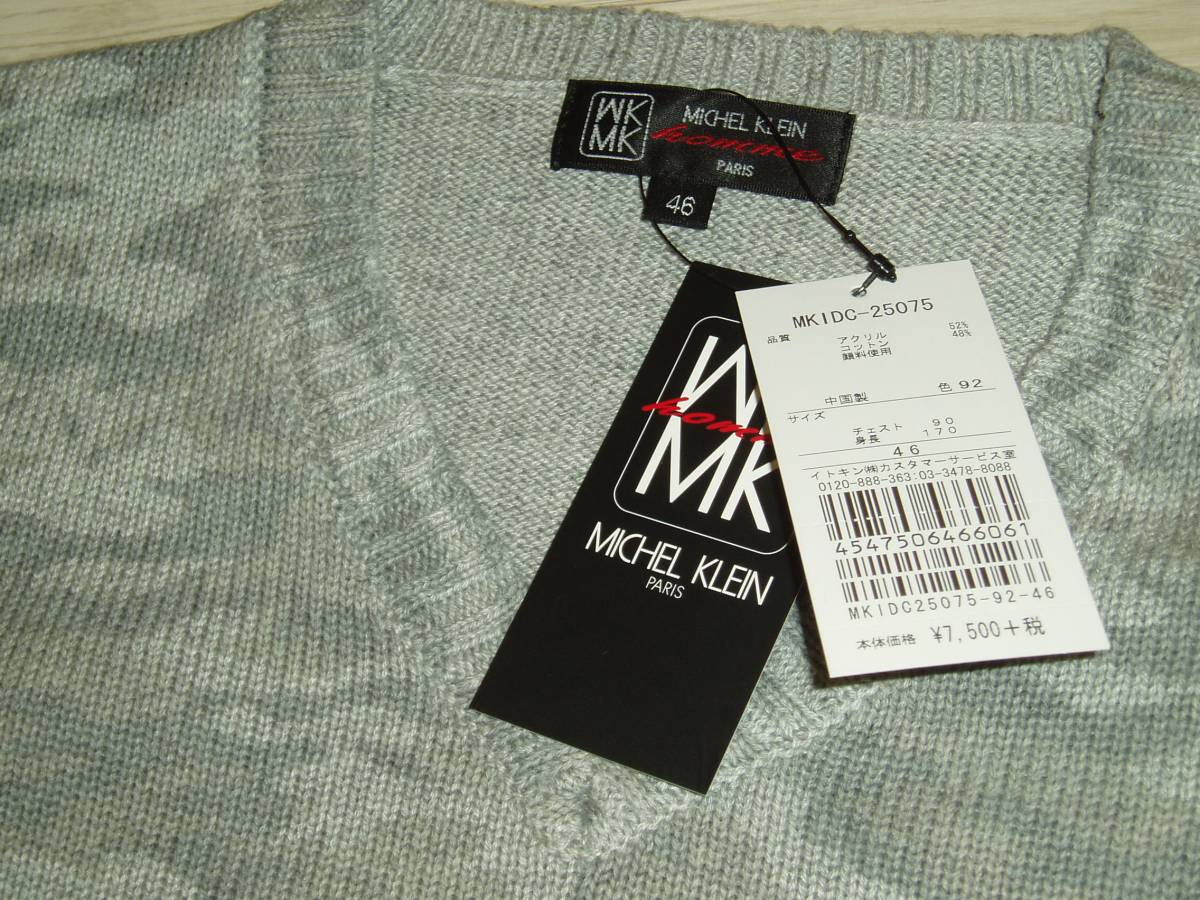 WK
MK
MICHEL KLEIN
homme
PARIS
46
WK
homme
MK
MICHEL KLEIN
PARIS
MKIDC-25075
品質 アクリル 52%
コットン 48%
顔料使用
中国製 色 92
サイズ
チェスト 90
身長 170
46
イトキン㈱カスタマーサービス室
0120-888-363:03-3478-8088
4547506466061
MKIDC25075-92-46
本体価格 ¥7,500+税